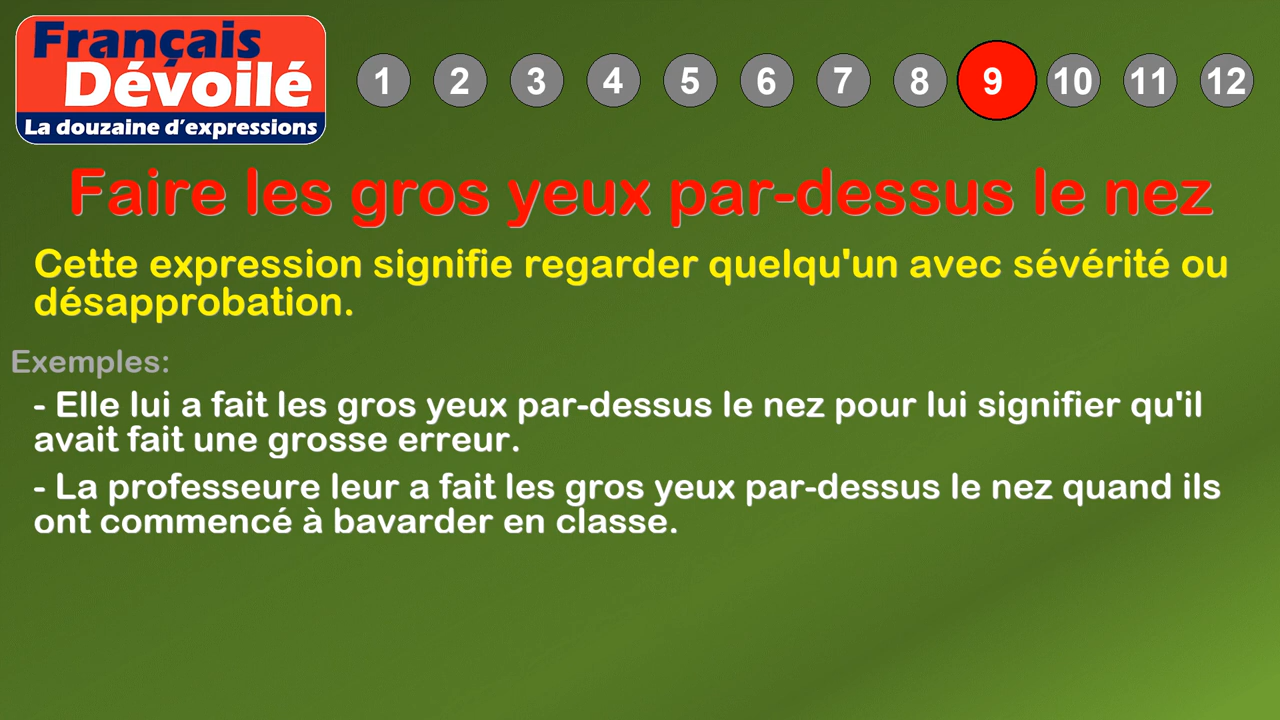 Français
Dévoilé
La douzaine d'expressions
1 2 3 4 5 6 7 8 9 10 11 12
Faire les gros yeux par-dessus le nez
Cette expression signifie regarder quelqu'un avec sévérité ou
désapprobation.
Exemples:
- Elle lui a fait les gros yeux par-dessus le nez pour lui signifier qu'il
avait fait une grosse erreur.
- La professeure leur a fait les gros yeux par-dessus le nez quand ils
ont commencé à bavarder en classe.